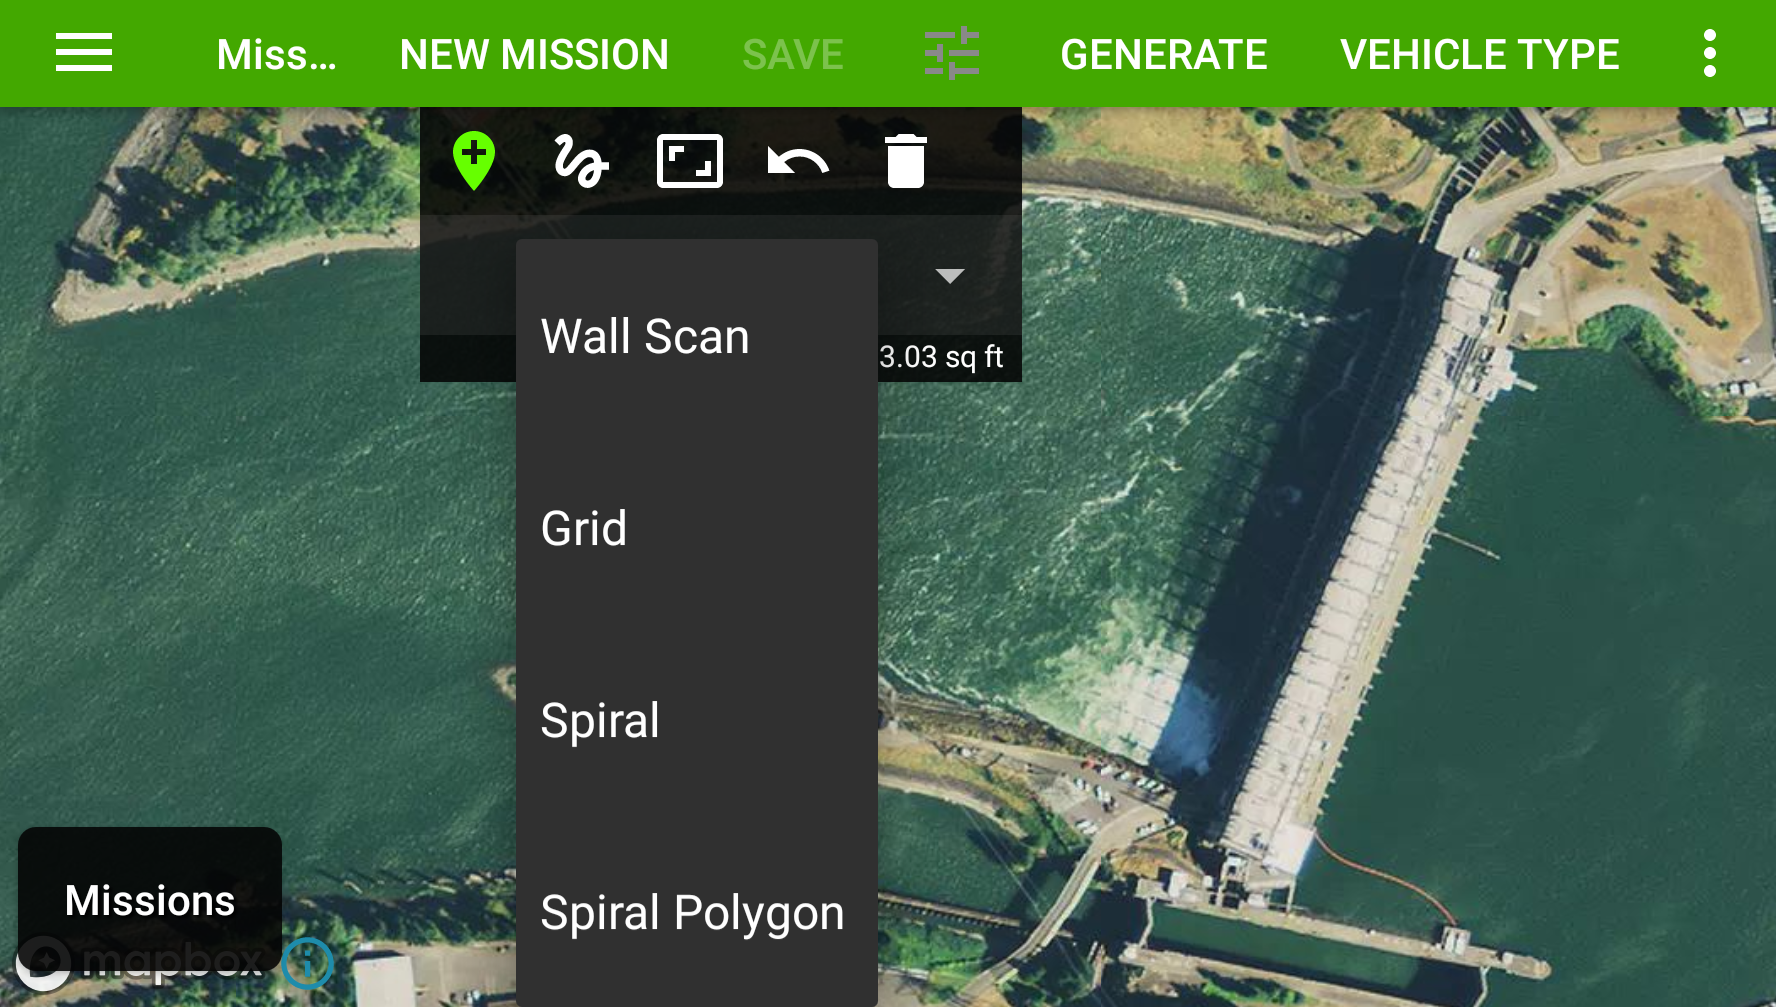 Miss... NEW MISSION SAVE GENERATE VEHICLE TYPE
3.03 sq ft
Wall Scan
Grid
Spiral
Spiral Polygon
Missions
mapbox